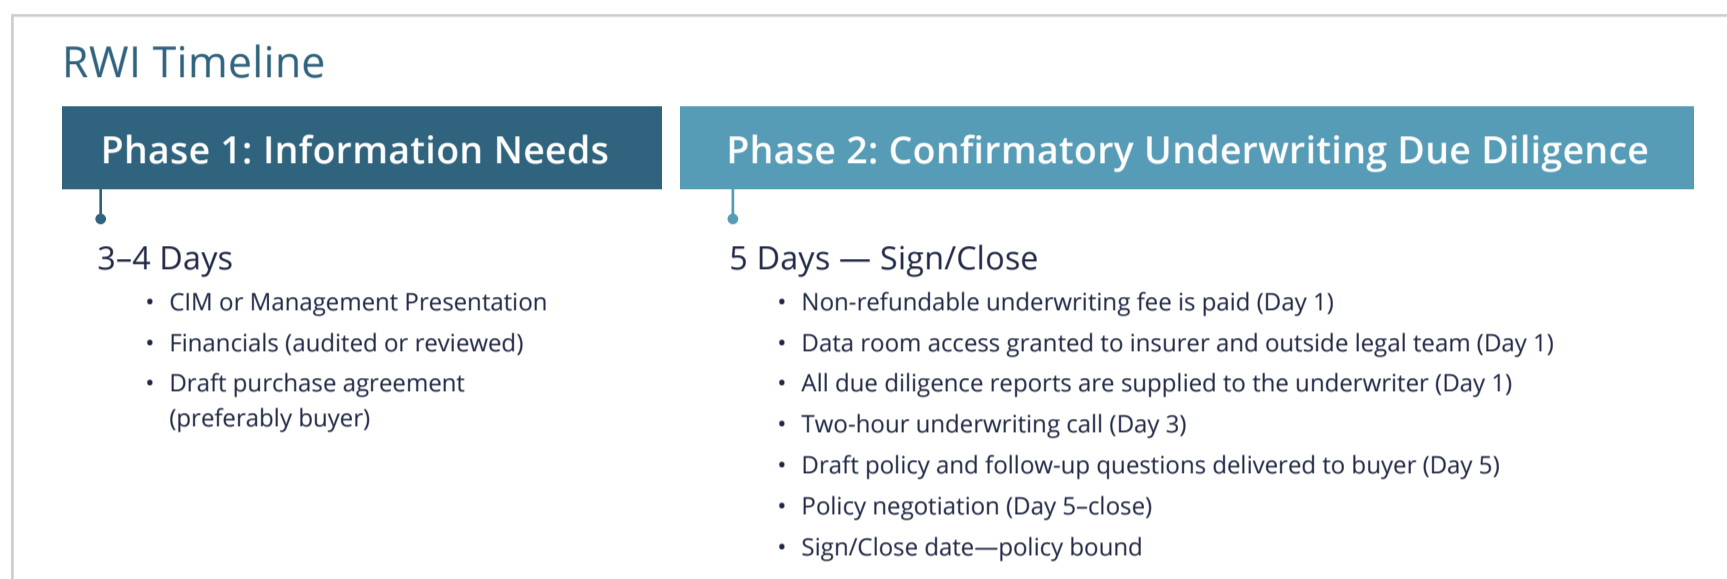 RWI Timeline
Phase 1: Information Needs
3–4 Days
• CIM or Management Presentation
• Financials (audited or reviewed)
• Draft purchase agreement
(preferably buyer)
Phase 2: Confirmatory Underwriting Due Diligence
5 Days — Sign/Close
• Non-refundable underwriting fee is paid (Day 1)
• Data room access granted to insurer and outside legal team (Day 1)
• All due diligence reports are supplied to the underwriter (Day 1)
• Two-hour underwriting call (Day 3)
• Draft policy and follow-up questions delivered to buyer (Day 5)
• Policy negotiation (Day 5–close)
• Sign/Close date—policy bound